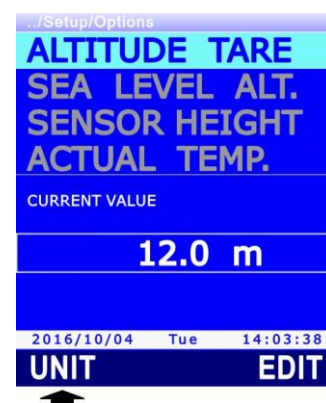 ../Setup/Options
ALTITUDE TARE
SEA LEVEL ALT.
SENSOR HEIGHT
ACTUAL TEMP.
CURRENT VALUE
12.0 m
2016/10/04 Tue 14:03:38
UNIT EDIT